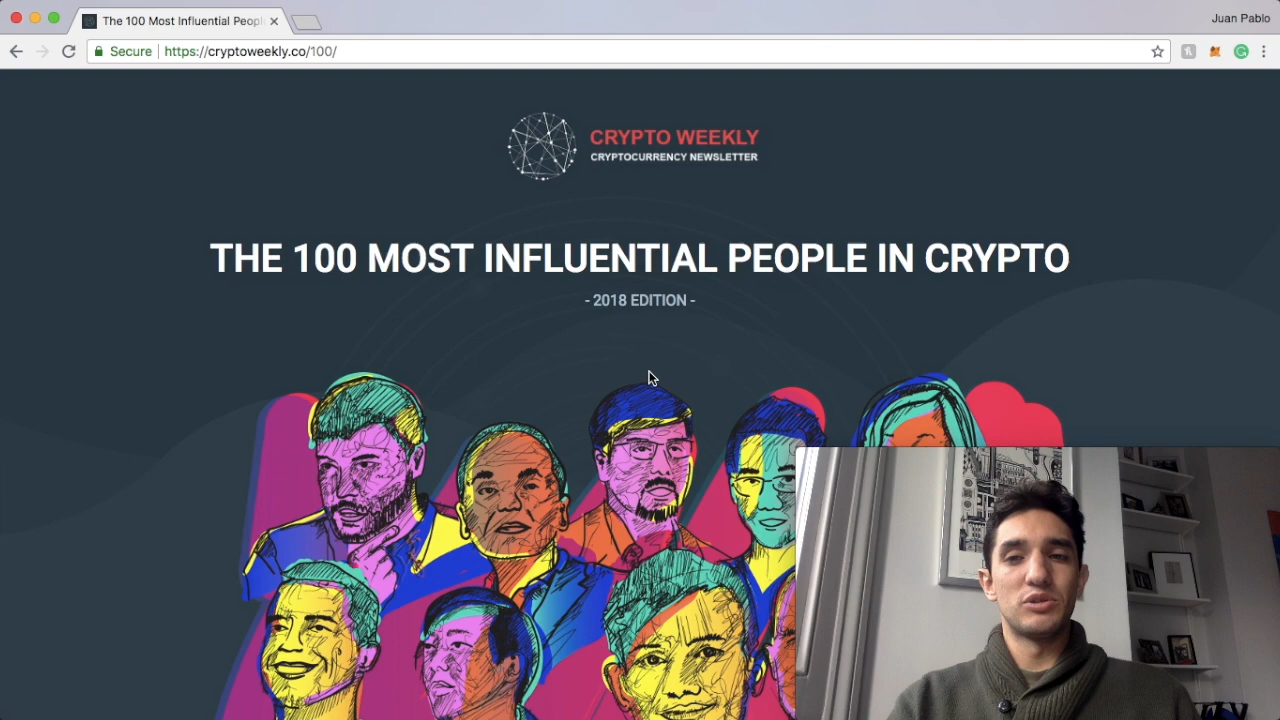 The 100 Most Influential Peopl
Juan Pablo
Secure
https://cryptoweekly.co/100/
CRYPTO WEEKLY
CRYPTOCURRENCY NEWSLETTER
THE 100 MOST INFLUENTIAL PEOPLE IN CRYPTO
- 2018 EDITION -